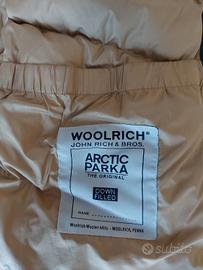 WOOLRICH®
JOHN RICH & BROS.
ARCTIC
PARKA
THE ORIGINAL
DOWN
FILLED
NAME
Woolrich Woolen Mills - WOOLRICH, PENNA
subito